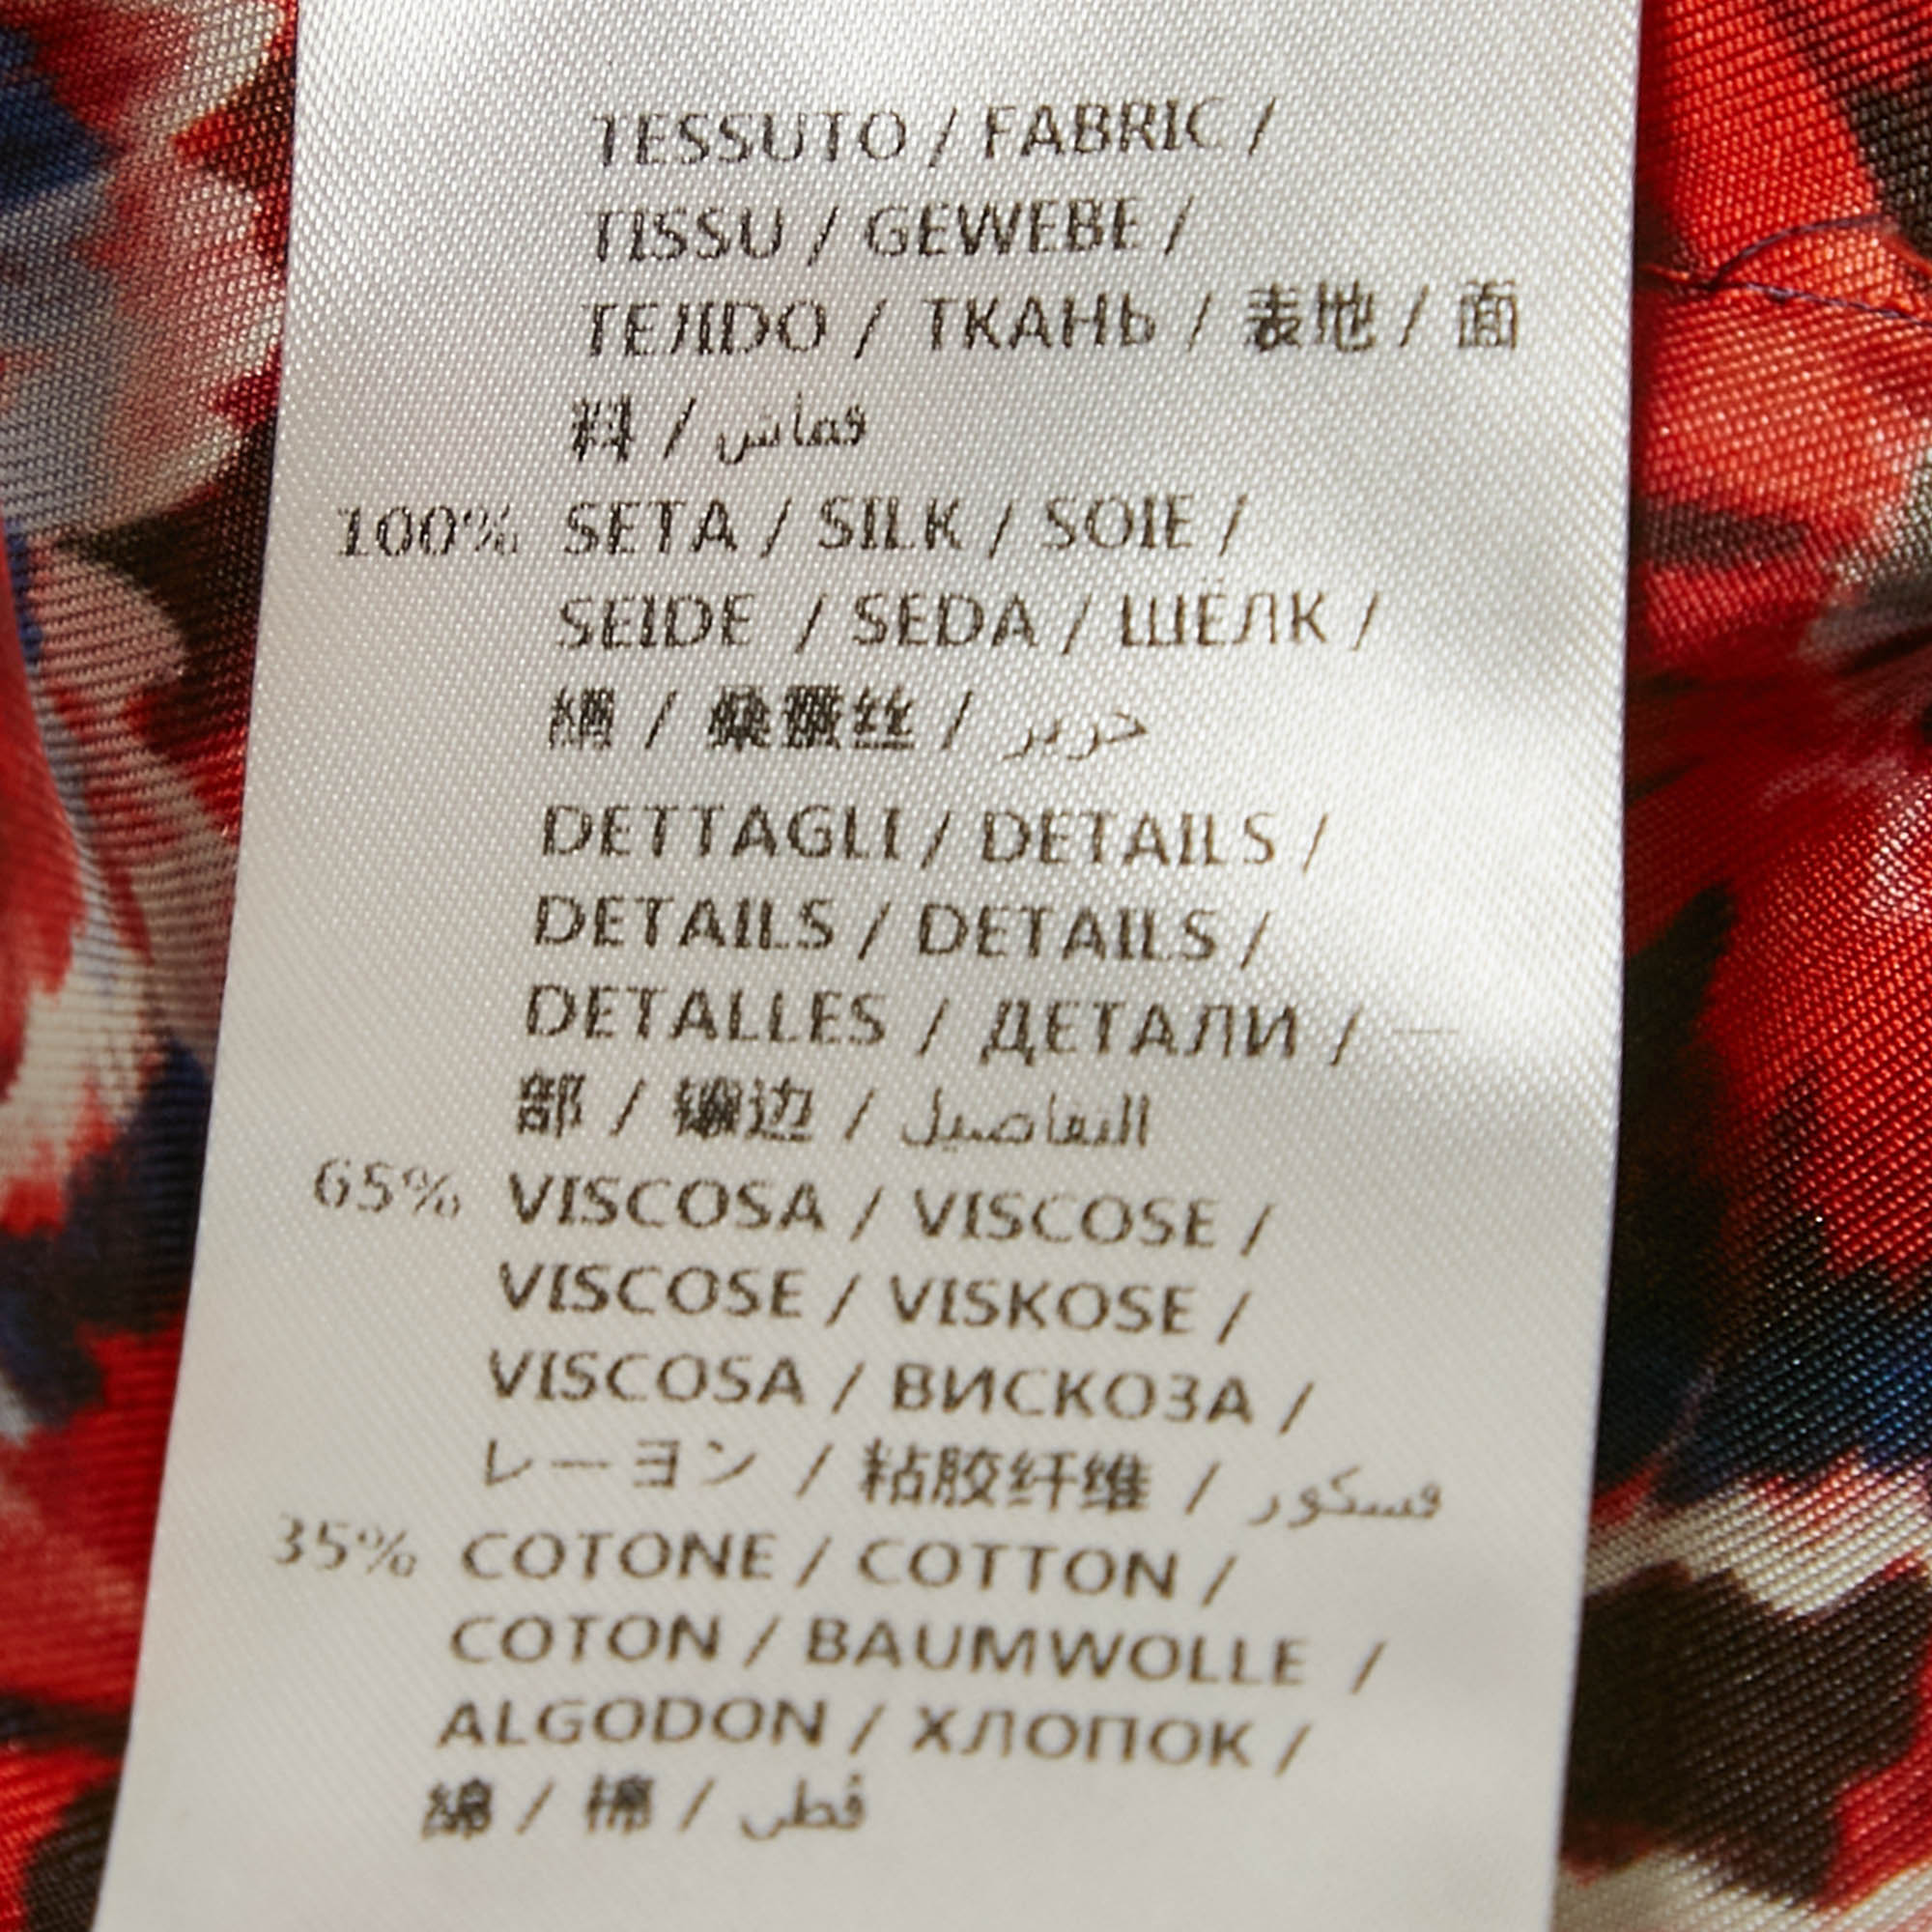 TESSUTO / FABRIC /
TISSU / GEWEBE /
TEJIDO / ТКАНЬ / 表地 / 面
料 / قماش
100% SETA / SILK / SOIE /
SEIDE / SEDA / ШЁЛК /
絹 / 桑蚕丝 / حرير
DETTAGLI / DETAILS /
DETAILS / DETAILS /
DETALLES / ДЕТАЛИ / 一
部 / 镶边 / التفاصيل
65% VISCOSA / VISCOSE /
VISCOSE / VISKOSE /
VISCOSA / ВИСКОЗА /
レーヨン / 粘胶纤维 / فسكور
35% COTONE / COTTON /
COTON / BAUMWOLLE /
ALGODON / ХЛОПОК /
綿 / 棉 / قطن